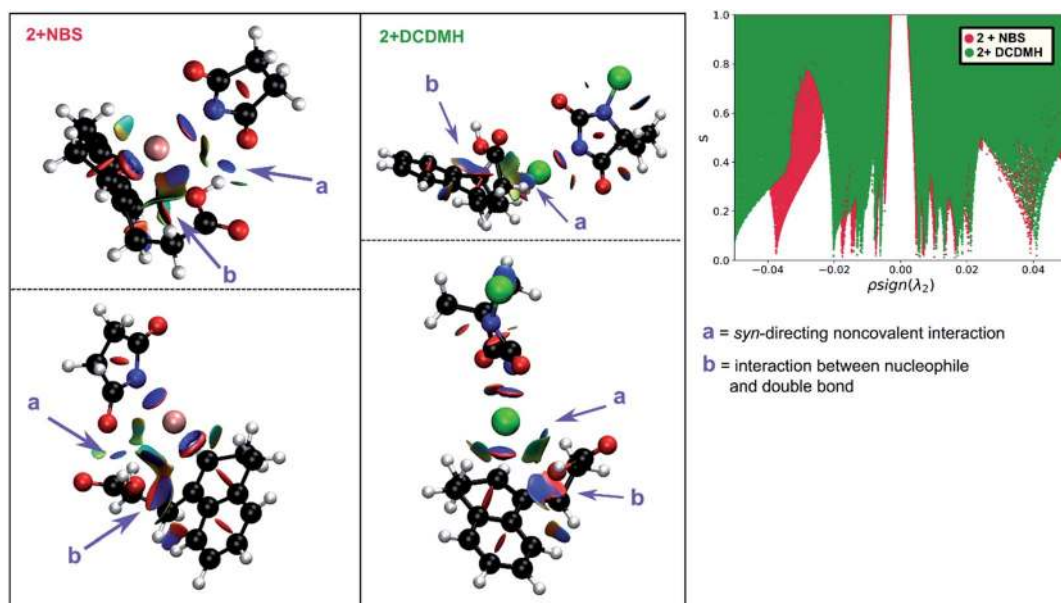 2+NBS
a
b
a
b
2+DCDMH
b
a
a
b
2 + NBS
2+ DCDMH
1.0
0.8
0.6
0.4
0.2
0.0
s
−0.04
−0.02
0.00
0.02
0.04
ρsign(λ₂)
a = syn-directing noncovalent interaction
b = interaction between nucleophile
and double bond